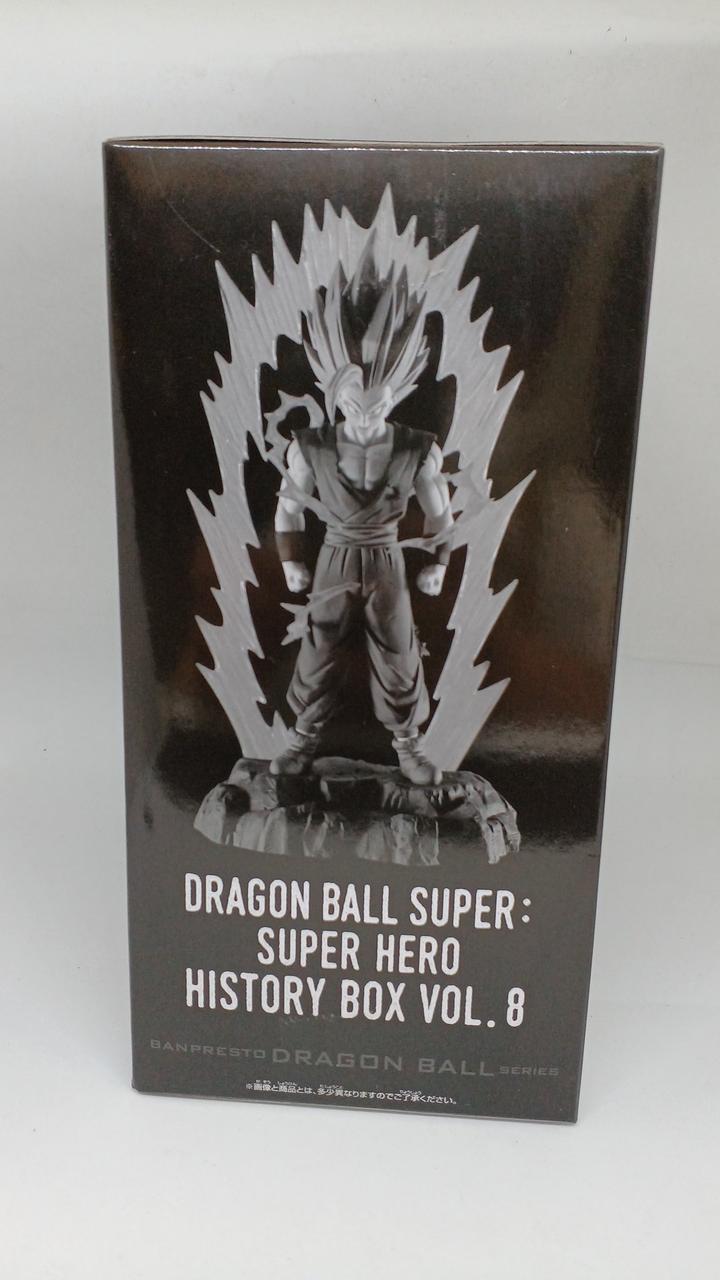 DRAGON BALL SUPER:
SUPER HERO
HISTORY BOX VOL. 8
BANPRESTO DRAGON BALL SERIES
※画像と商品とは、多少異なりますのでご了承ください。